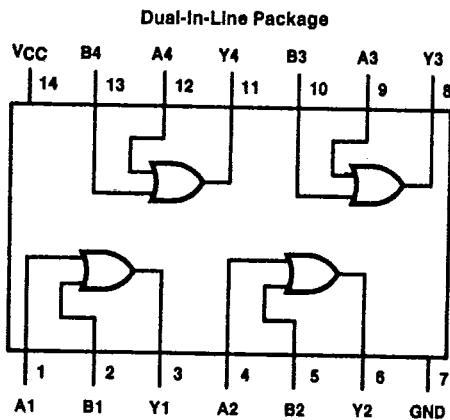 Dual-In-Line Package
VCC B4 A4 Y4 B3 A3 Y3
14 13 12 11 10 9 8
1 2 3 4 5 6 7
A1 B1 Y1 A2 B2 Y2 GND